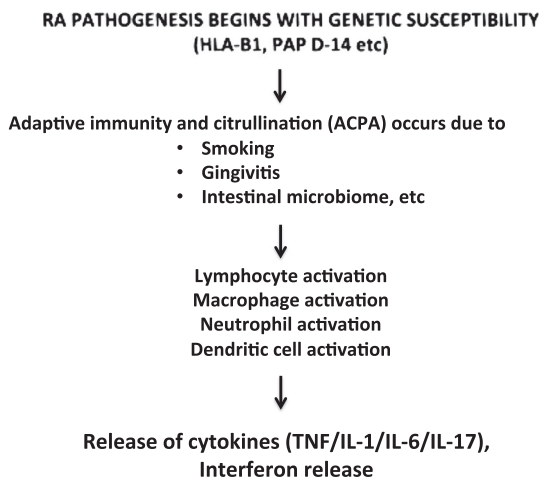 RA PATHOGENESIS BEGINS WITH GENETIC SUSCEPTIBILITY
(HLA-B1, PAP D-14 etc)
Adaptive immunity and citrullination (ACPA) occurs due to
• Smoking
• Gingivitis
• Intestinal microbiome, etc
Lymphocyte activation
Macrophage activation
Neutrophil activation
Dendritic cell activation
Release of cytokines (TNF/IL-1/IL-6/IL-17),
Interferon release